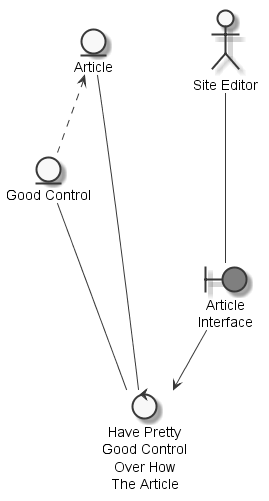 Article
Site Editor
Good Control
Article
Interface
Have Pretty
Good Control
Over How
The Article